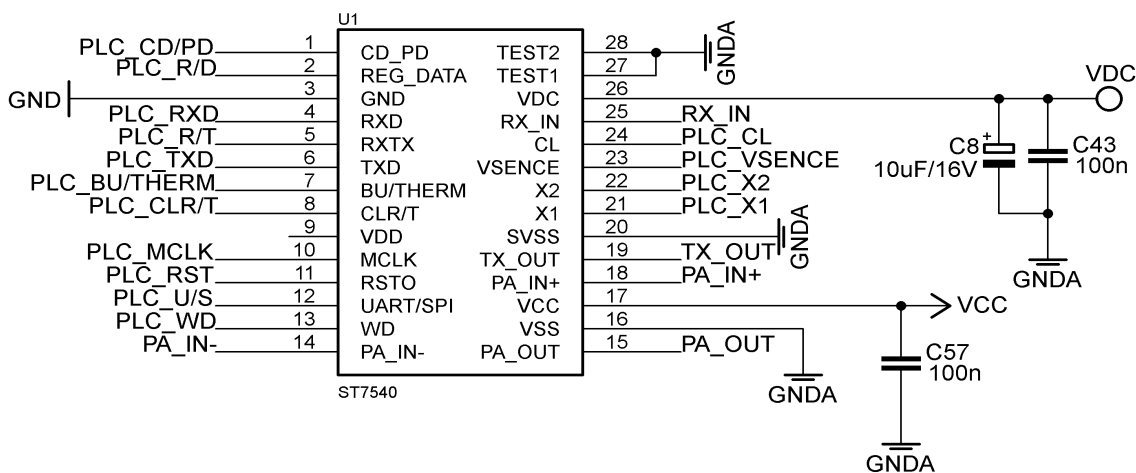 U1
PLC_CD/PD 1 CD_PD TEST2 28 GNDA
PLC_R/D 2 REG_DATA TEST1 27
GND 3 GND VDC 26 VDC
PLC_RXD 4 RXD RX_IN 25 RX_IN
PLC_R/T 5 RXTX CL 24 PLC_CL
PLC_TXD 6 TXD VSENCE 23 PLC_VSENCE
PLC_BU/THERM 7 BU/THERM X2 22 PLC_X2
PLC_CLR/T 8 CLR/T X1 21 PLC_X1
9 VDD SVSS 20 GNDA
PLC_MCLK 10 MCLK TX_OUT 19 TX_OUT
PLC_RST 11 RSTO PA_IN+ 18 PA_IN+
PLC_U/S 12 UART/SPI VCC 17 VCC
PLC_WD 13 WD VSS 16
PA_IN- 14 PA_IN- PA_OUT 15 PA_OUT
ST7540
C8 +
10uF/16V
C43
100n
GNDA
C57
100n
GNDA
GNDA